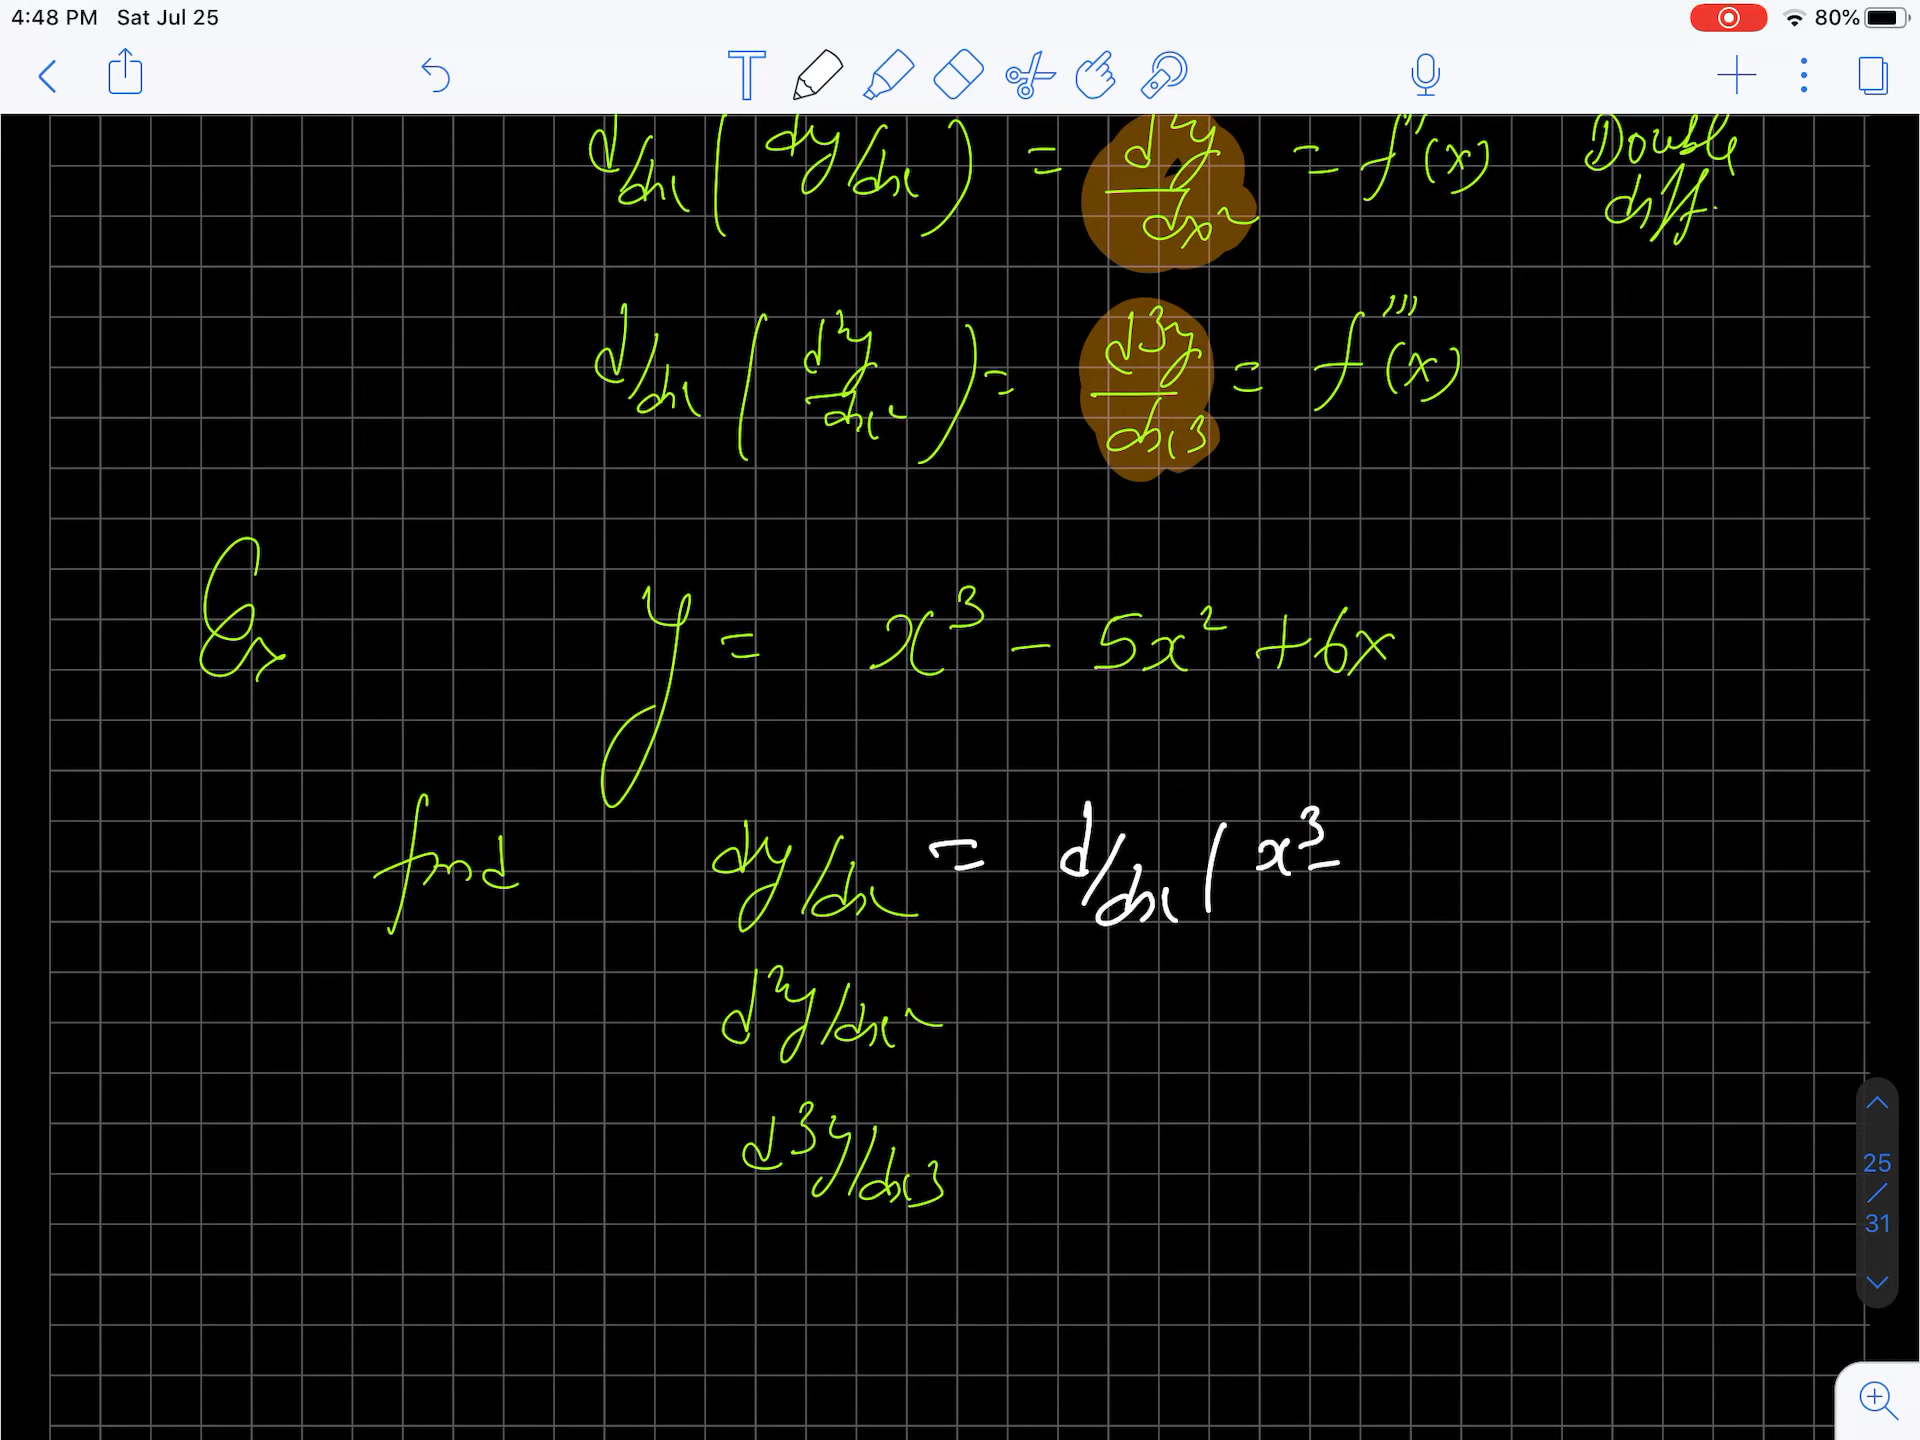 4:48 PM Sat Jul 25 80%
T
d/dx (dy/dx) = d²y/dx² = f''(x) Double diff.
d/dx (d²y/dx²) = d³y/dx³ = f'''(x)
Ex y = x³ - 5x² + 6x
find dy/dx = d/dx ( x³ -
d²y/dx²
d³y/dx³
25
/
31